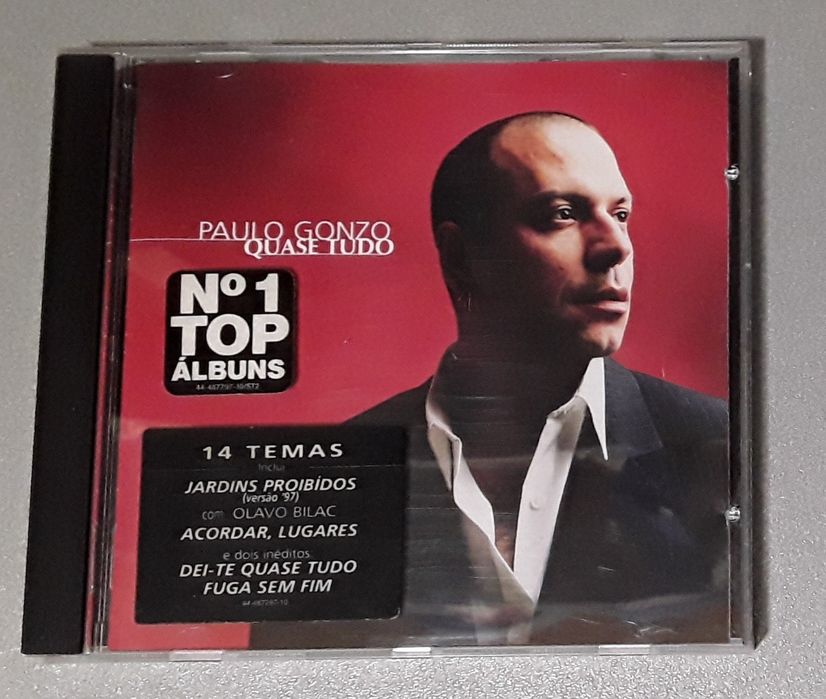 PAULO GONZO
QUASE TUDO
Nº 1
TOP
ÁLBUNS
14 TEMAS
Inclui
JARDINS PROIBÍDOS
(versão '97)
com OLAVO BILAC
ACORDAR, LUGARES
e dois inéditos:
DEI-TE QUASE TUDO
FUGA SEM FIM